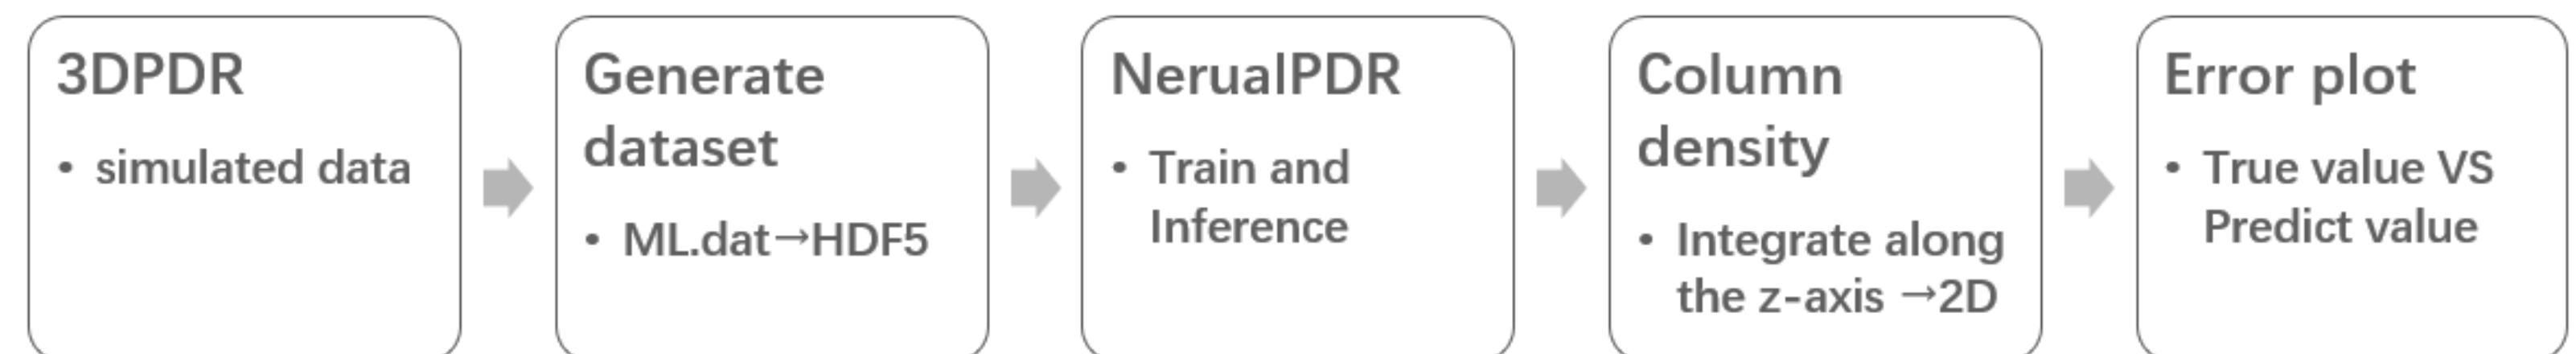 3DPDR
• simulated data
Generate
dataset
• ML.dat→HDF5
NerualPDR
• Train and
Inference
Column
density
• Integrate along
the z-axis →2D
Error plot
• True value VS
Predict value